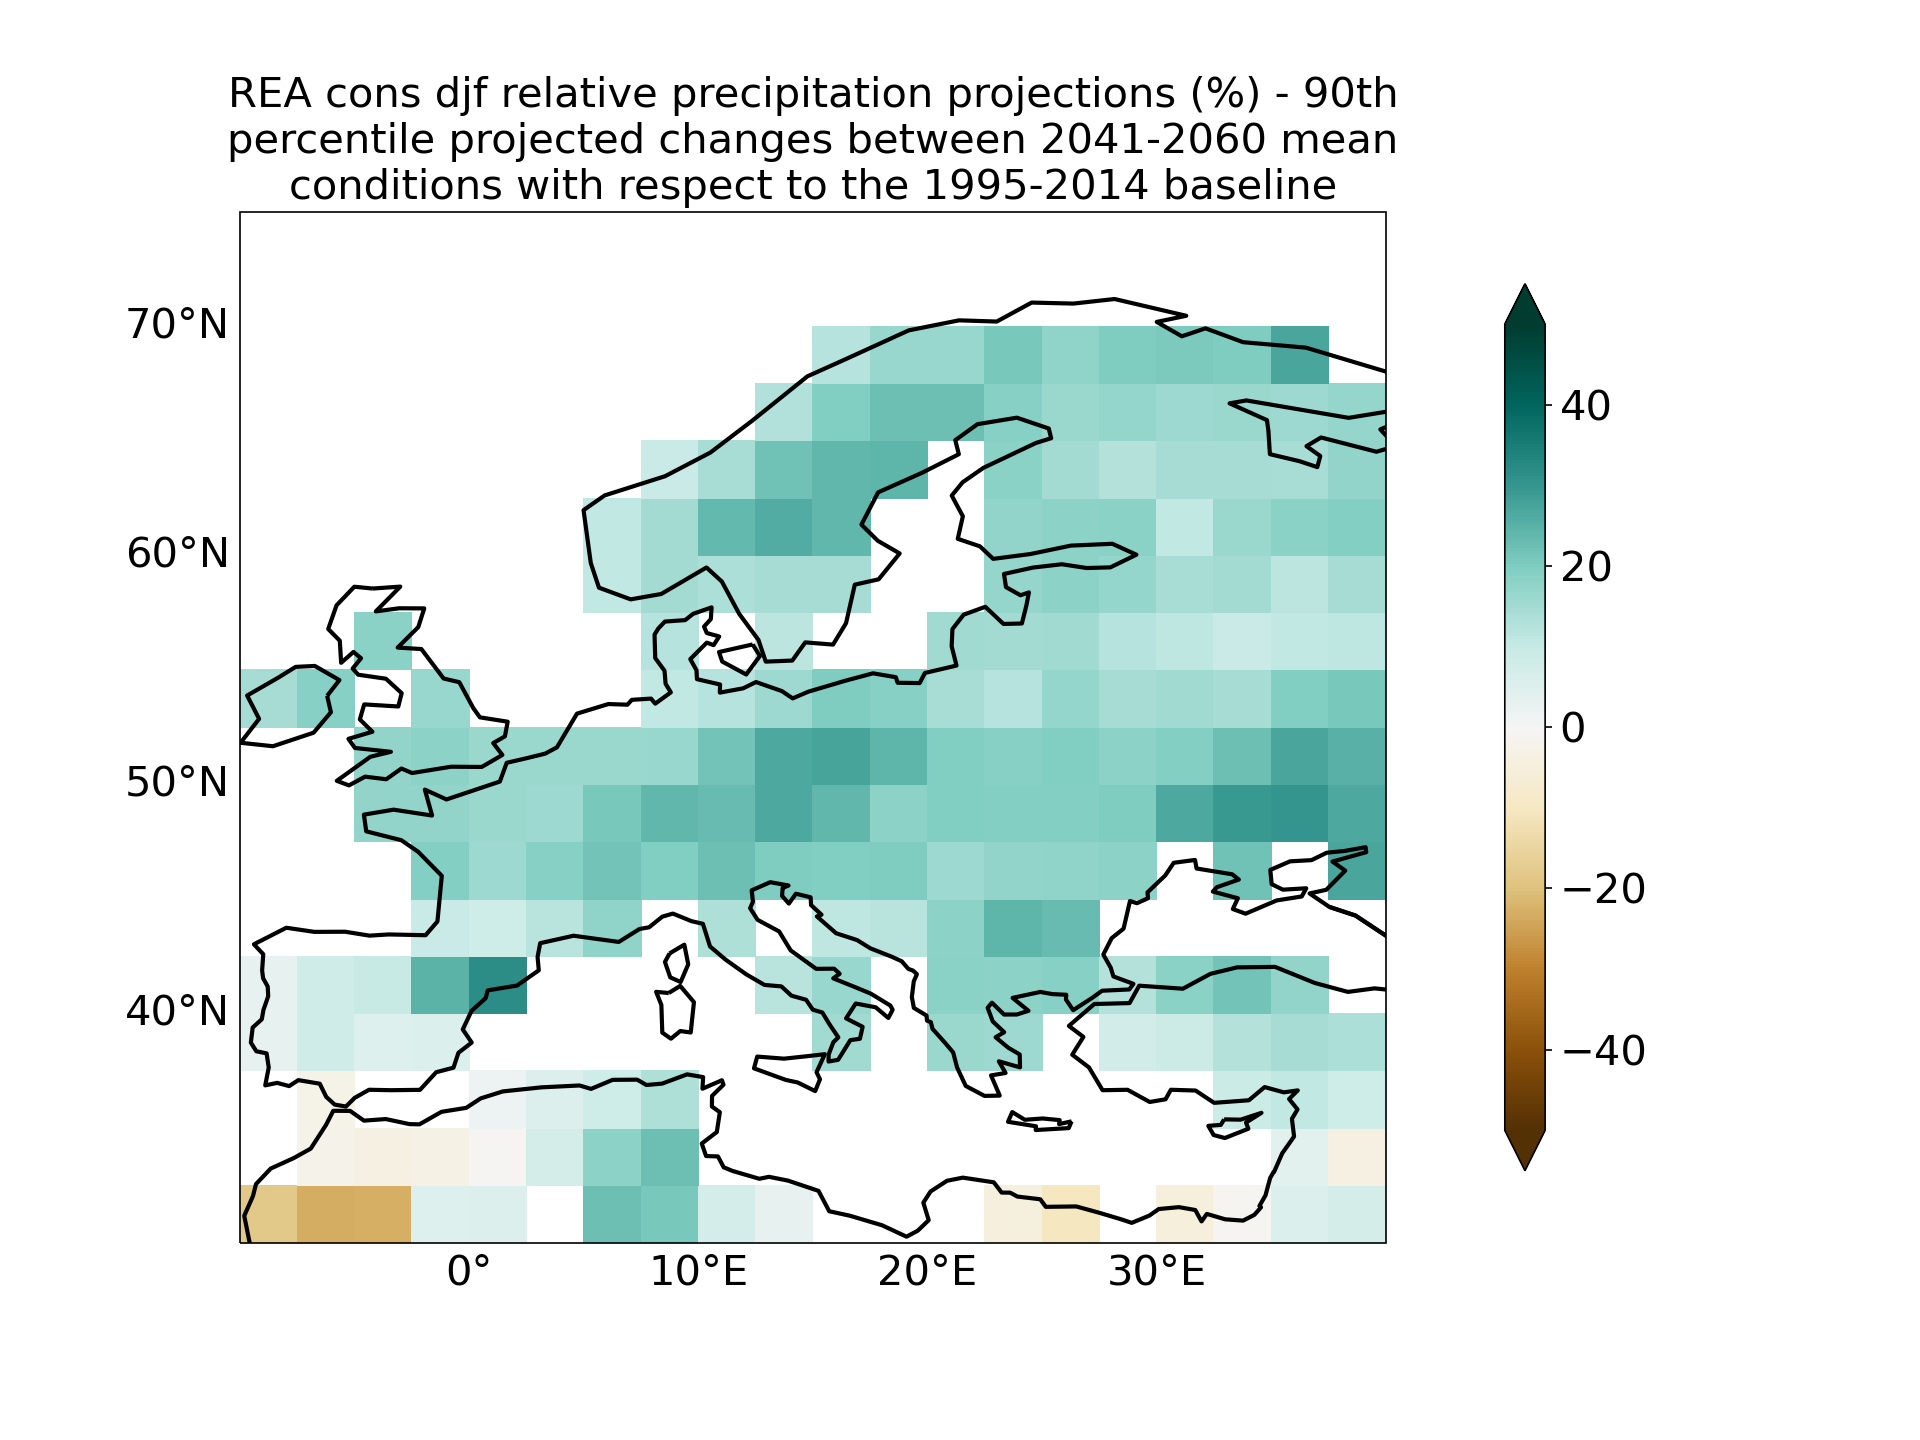 REA cons djf relative precipitation projections (%) - 90th
percentile projected changes between 2041-2060 mean
conditions with respect to the 1995-2014 baseline
70°N
60°N
50°N
40°N
0°
10°E
20°E
30°E
40
20
0
−20
−40